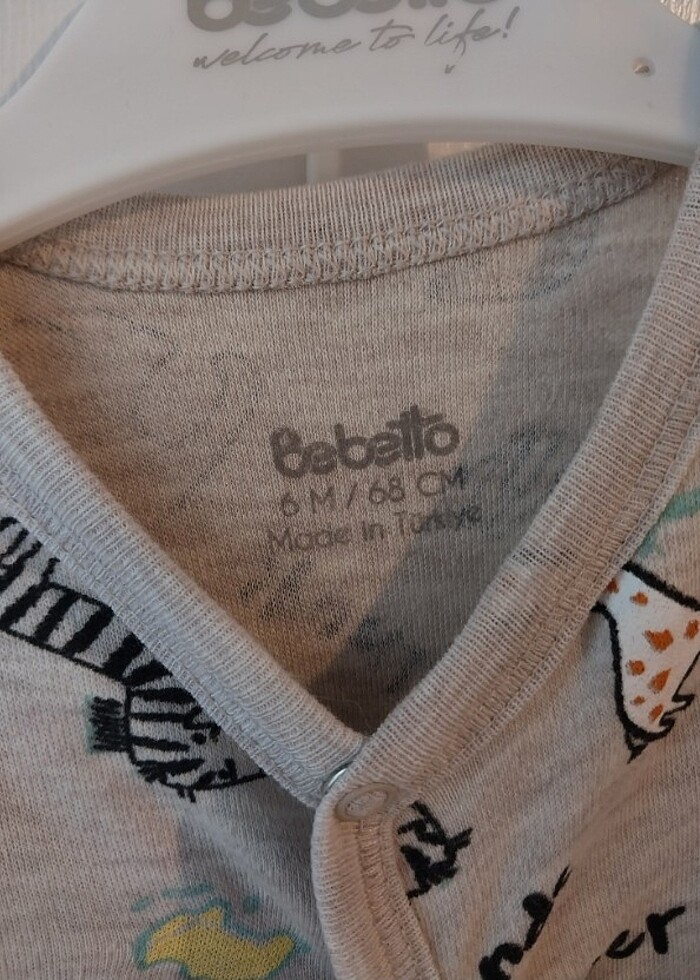 Bebetto
welcome to life!
Bebetto
6 M / 68 CM
Made in Türkiye